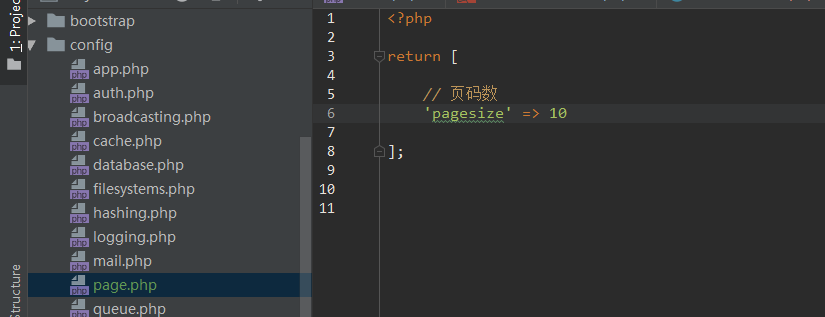 1: Project
Structure
bootstrap
config
app.php
auth.php
broadcasting.php
cache.php
database.php
filesystems.php
hashing.php
logging.php
mail.php
page.php
queue.php
1 <?php
2
3 return [
4
5 // 页码数
6 'pagesize' => 10
7
8 ];
9
10
11